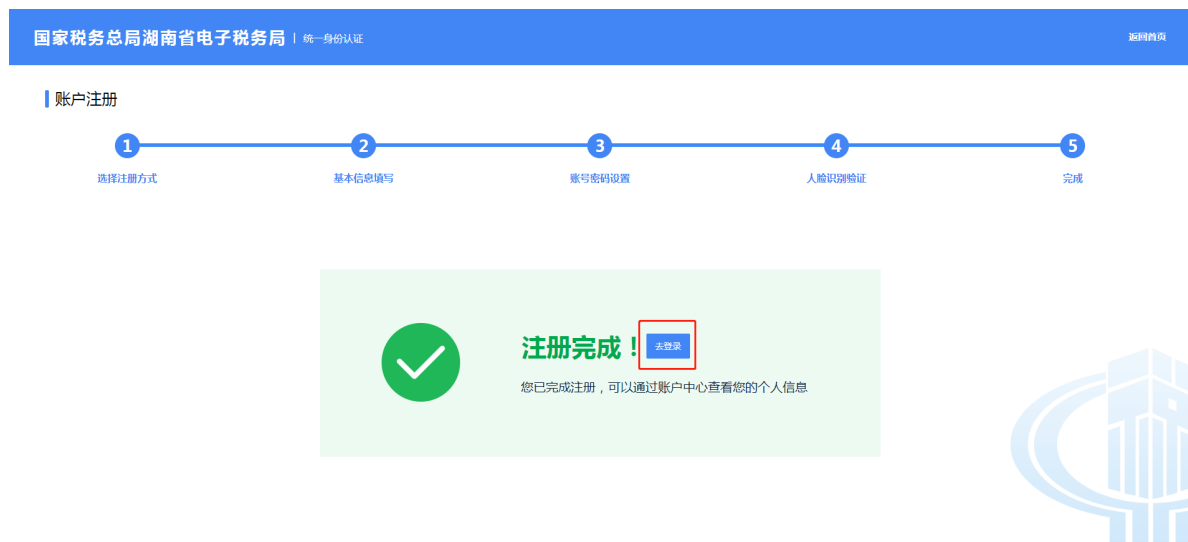 国家税务总局湖南省电子税务局 | 统一身份认证 返回首页
账户注册
1 2 3 4 5
选择注册方式 基本信息填写 账号密码设置 人脸识别验证 完成
注册完成！ 去登录
您已完成注册，可以通过账户中心查看您的个人信息